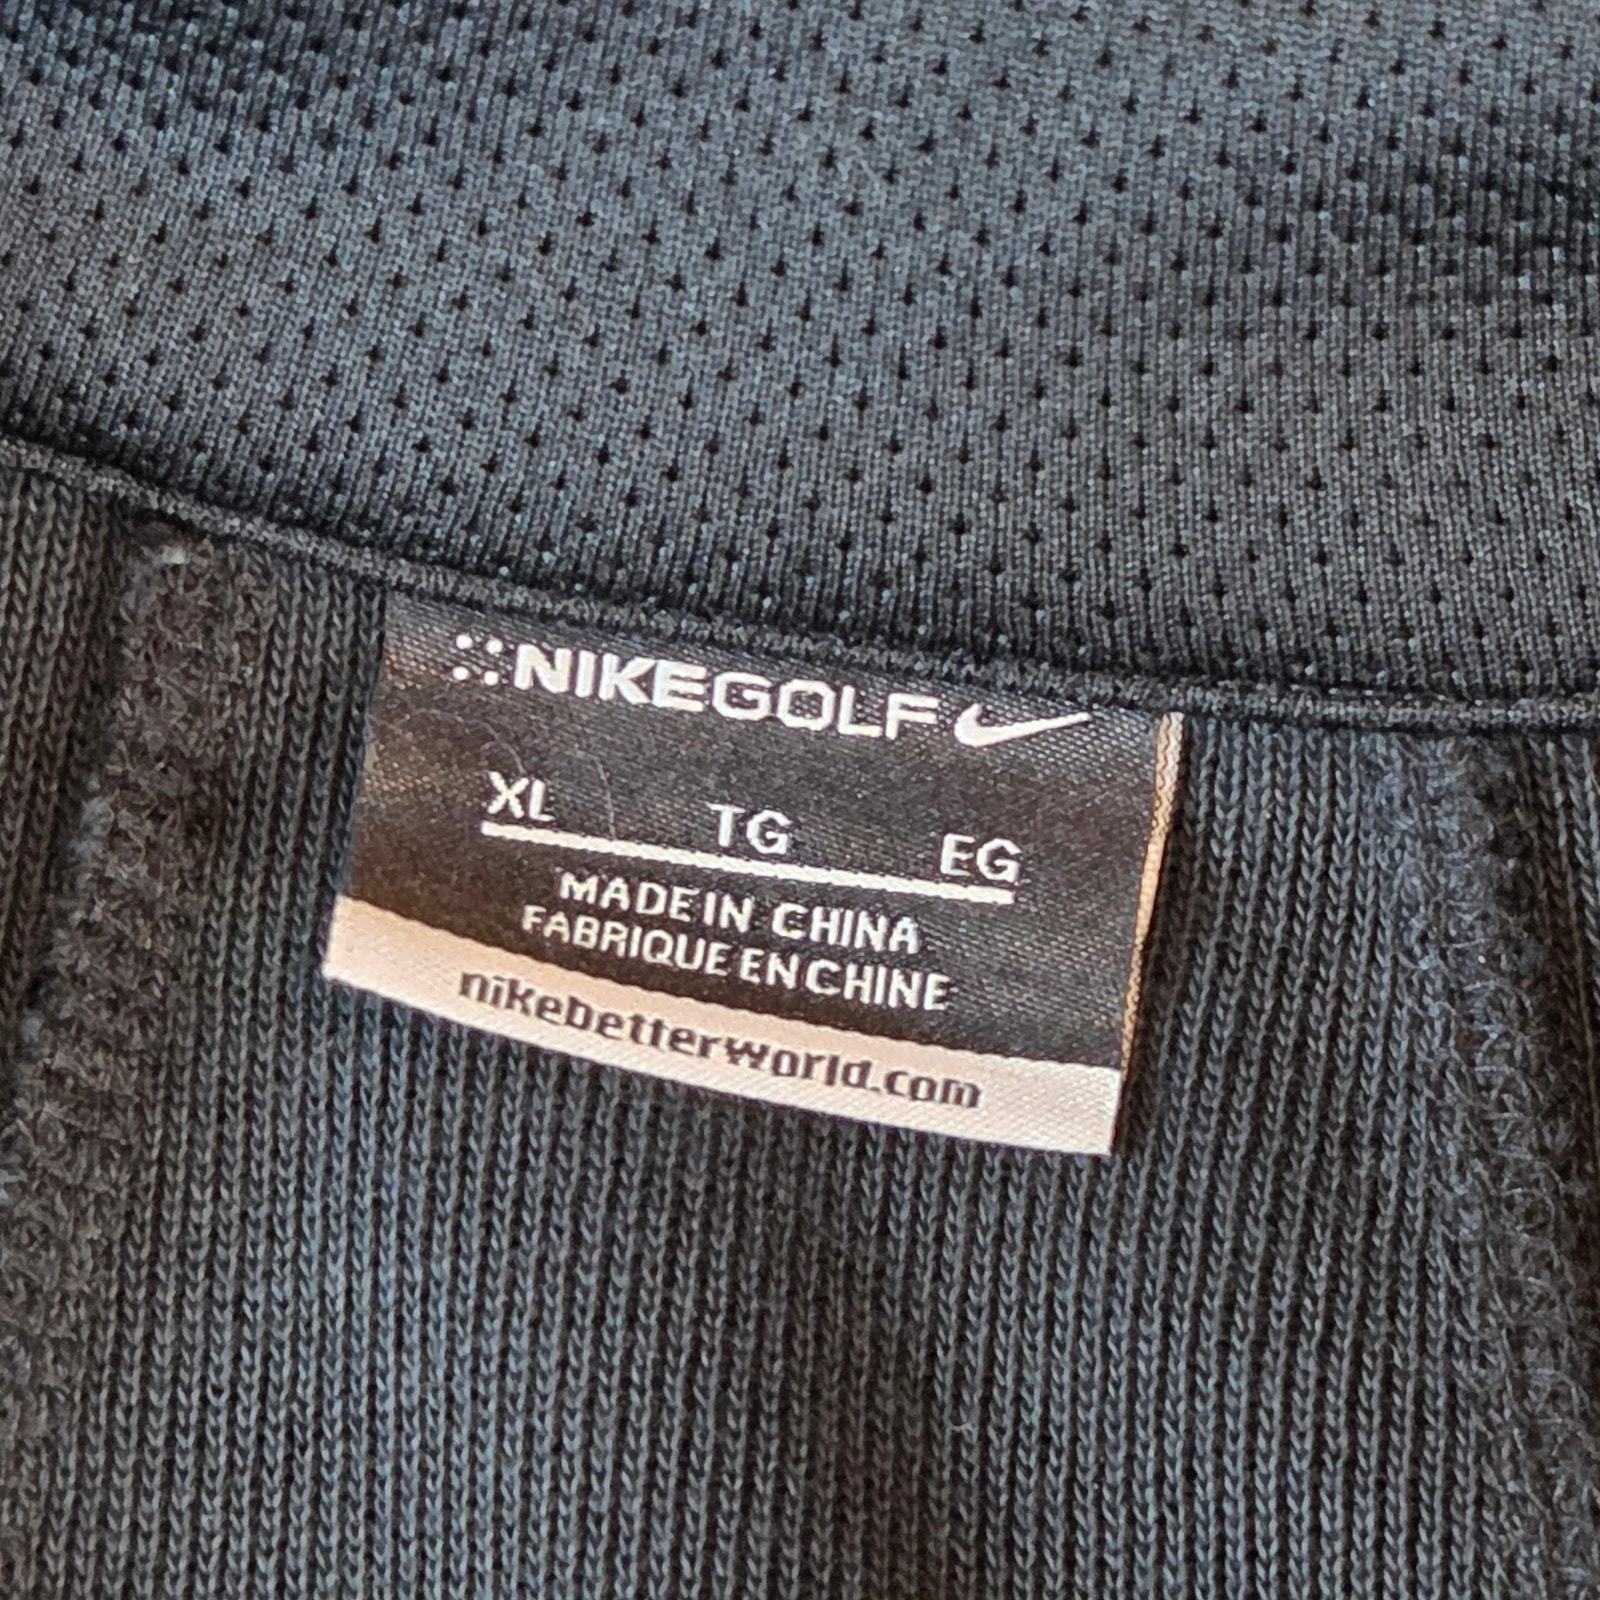 NIKEGOLF
XL TG EG
MADE IN CHINA
FABRIQUE EN CHINE
nikebetterworld.com